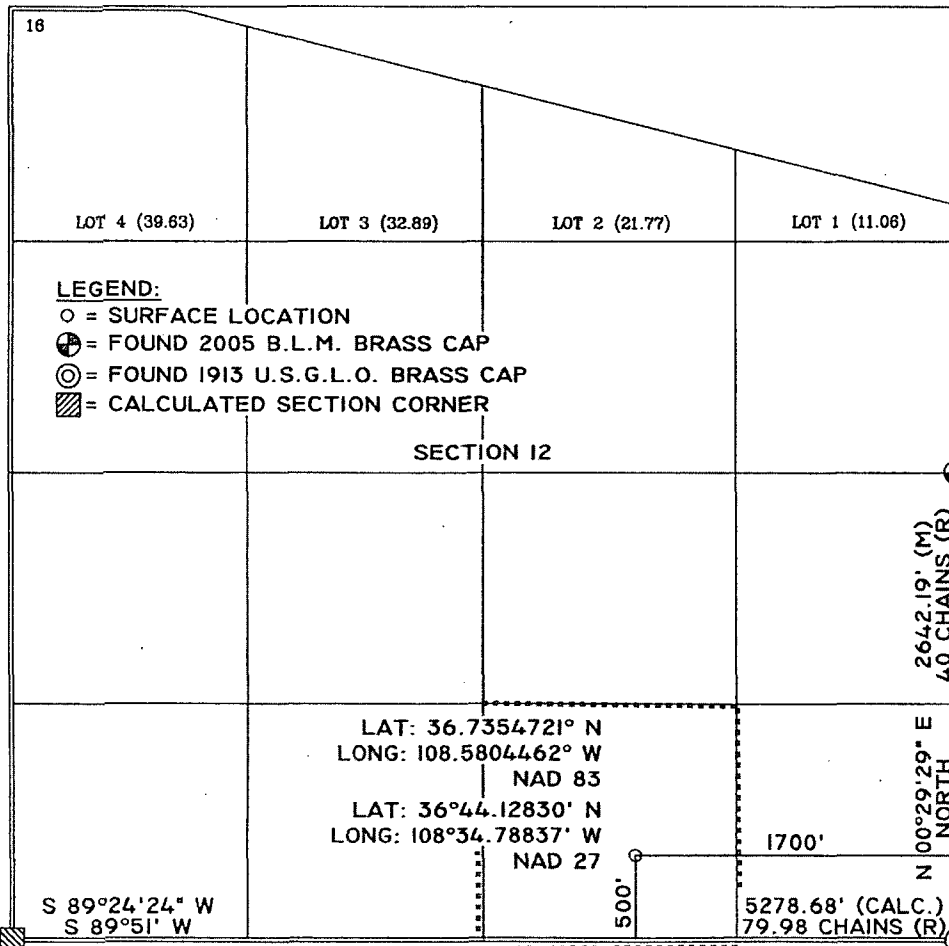 16
LOT 4 (39.63)
LOT 3 (32.89)
LOT 2 (21.77)
LOT 1 (11.06)
LEGEND:
= SURFACE LOCATION
= FOUND 2005 B.L.M. BRASS CAP
= FOUND 1913 U.S.G.L.O. BRASS CAP
= CALCULATED SECTION CORNER
SECTION 12
2642.19' (M)
40 CHAINS (R)
N 00°29'29" E
NORTH
LAT: 36.7354721° N
LONG: 108.5804462° W
NAD 83
LAT: 36°44.12830' N
LONG: 108°34.78837' W
NAD 27
1700'
500'
S 89°24'24" W
S 89°51' W
5278.68' (CALC.)
79.98 CHAINS (R)